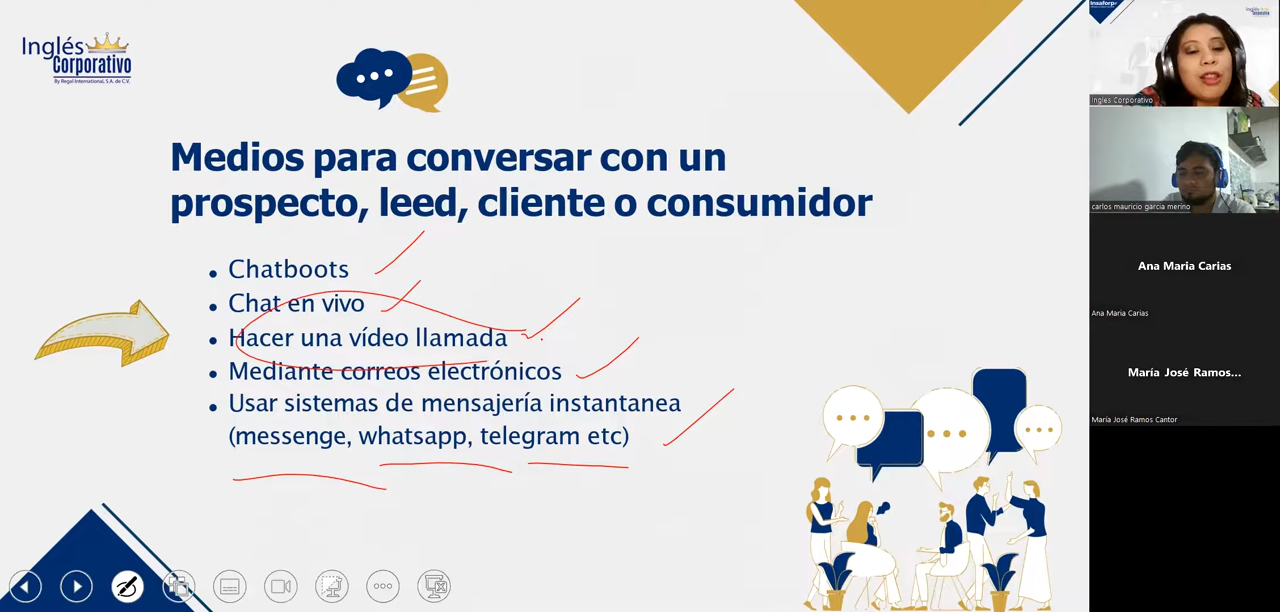 Inglés
Corporativo
By Regal International, S.A. de C.V.
Medios para conversar con un
prospecto, leed, cliente o consumidor
• Chatboots
• Chat en vivo
• Hacer una vídeo llamada
• Mediante correos electrónicos
• Usar sistemas de mensajería instantanea
(messenge, whatsapp, telegram etc)
Insaforp
Ingles Corporativo
carlos mauricio garcia merino
Ana Maria Carias
Ana Maria Carias
María José Ramos...
María José Ramos Cantor